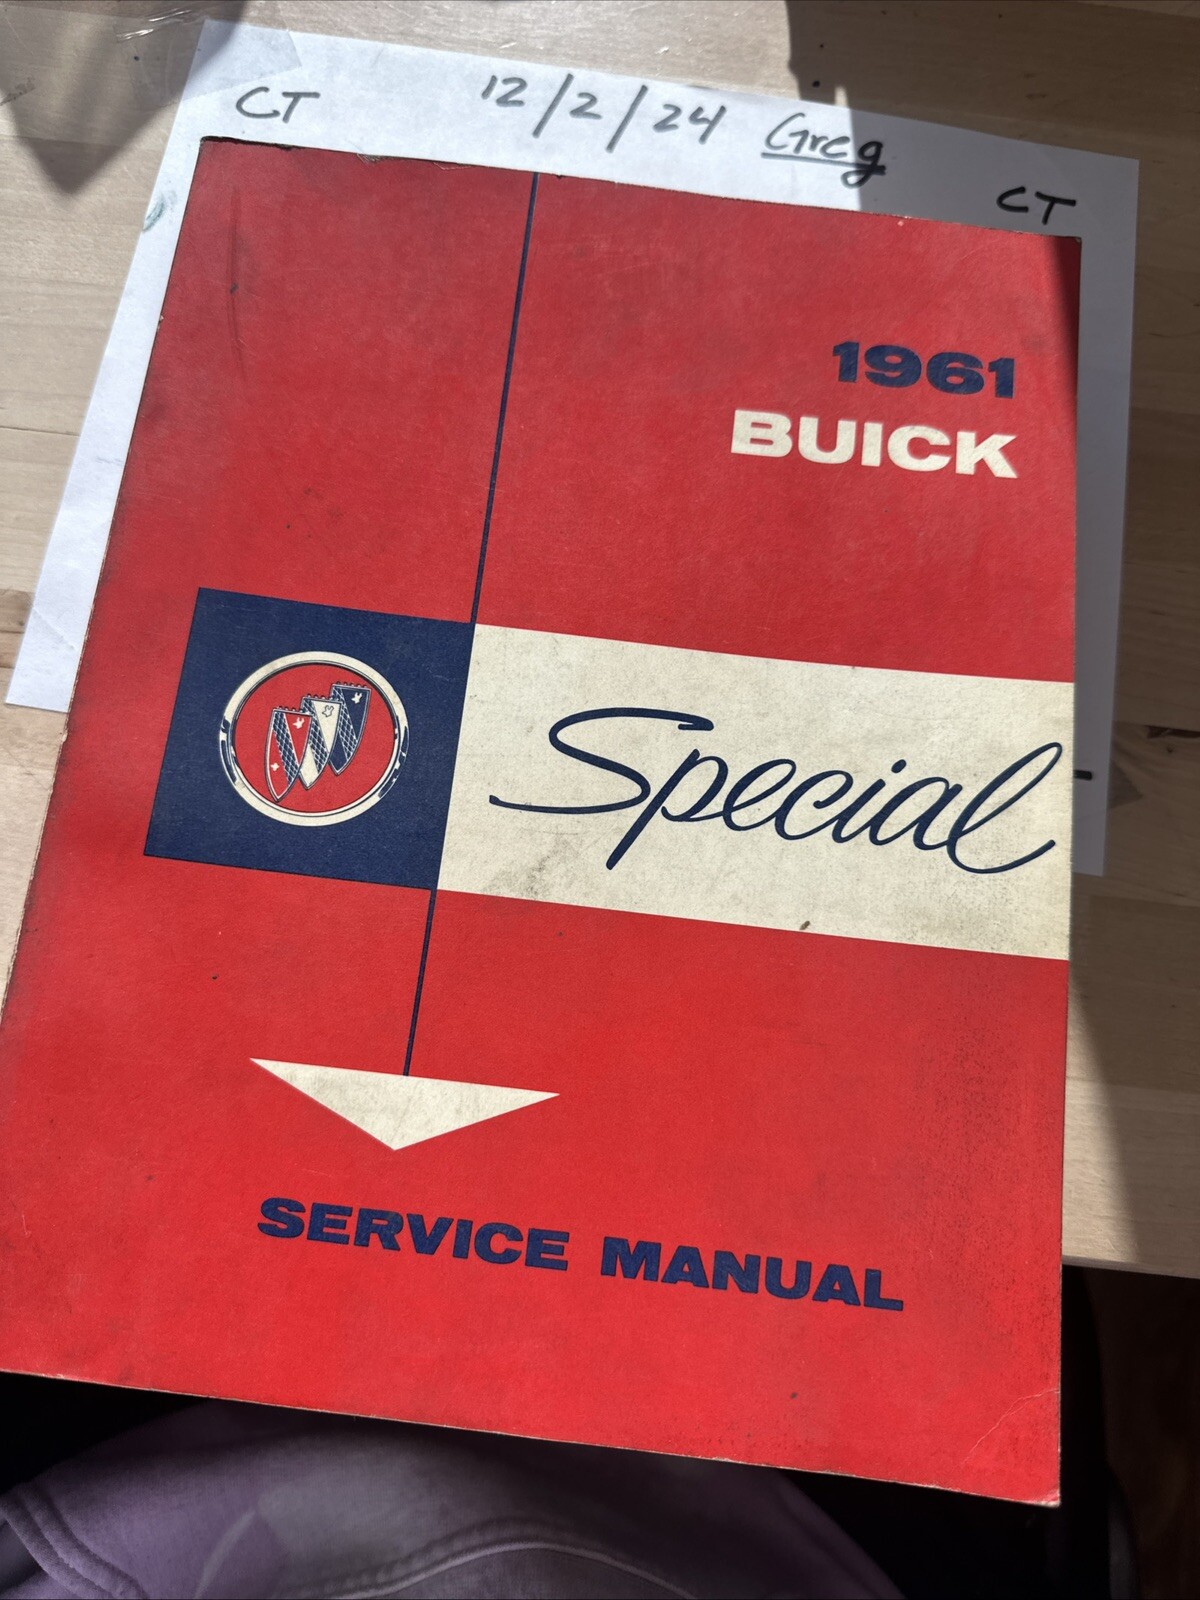 CT 12/2/24 Greg
CT
1961
BUICK
Special
SERVICE MANUAL